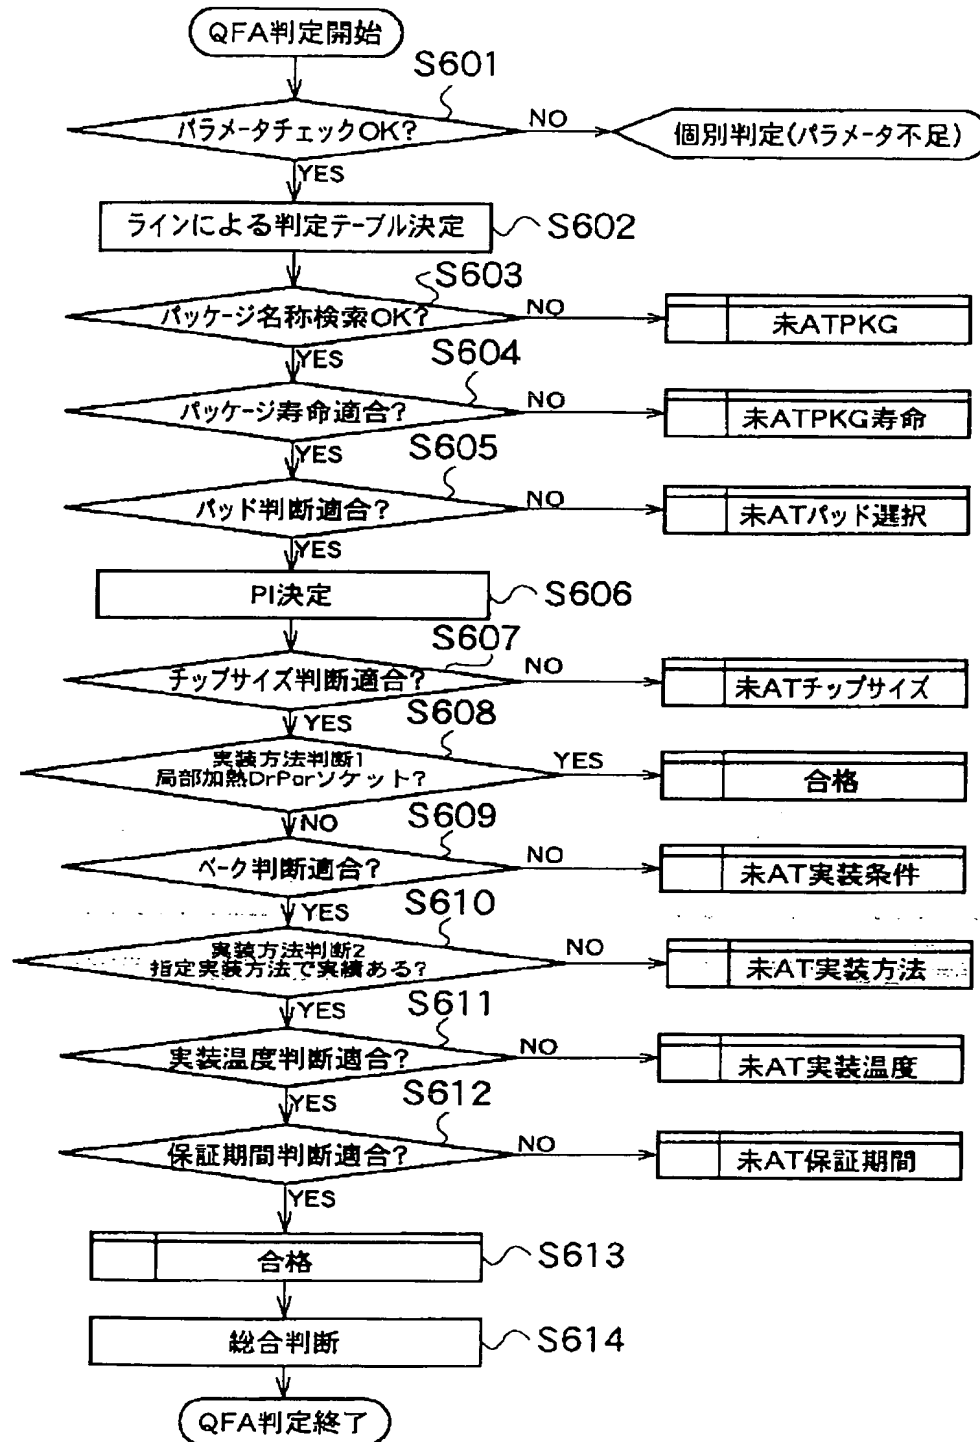 QFA判定開始
S601
パラメータチェックOK?
NO
個別判定(パラメータ不足)
YES
ラインによる判定テーブル決定
S602
S603
パッケージ名称検索OK?
NO
未ATPKG
YES
S604
パッケージ寿命適合?
NO
未ATPKG寿命
YES
S605
パッド判断適合?
NO
未ATパッド選択
YES
PI決定
S606
S607
チップサイズ判断適合?
NO
未ATチップサイズ
YES
S608
実装方法判断1
局部加熱DrPorソケット?
YES
合格
NO
S609
ベーク判断適合?
NO
未AT実装条件
YES
S610
実装方法判断2
指定実装方法で実績ある?
NO
未AT実装方法
YES
S611
実装温度判断適合?
NO
未AT実装温度
YES
S612
保証期間判断適合?
NO
未AT保証期間
YES
合格
S613
総合判断
S614
QFA判定終了